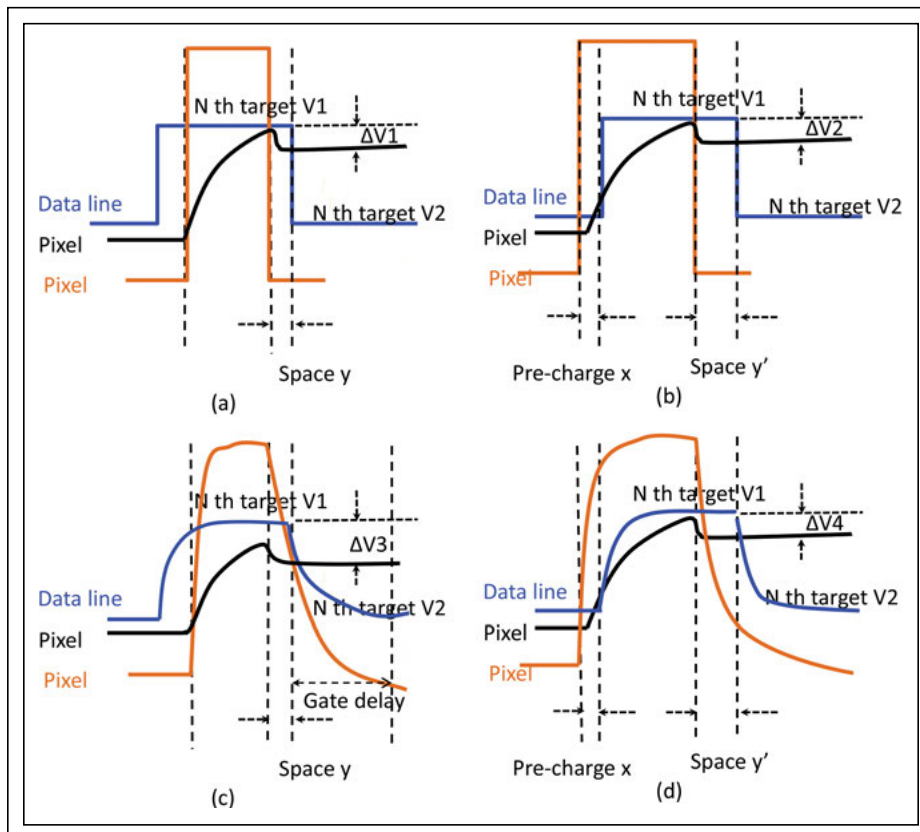 N th target V1
ΔV1
Data line
N th target V2
Pixel
Pixel
Space y
(a)
N th target V1
ΔV2
Data line
N th target V2
Pixel
Pixel
Pre-charge x
Space y'
(b)
N th target V1
ΔV3
Data line
N th target V2
Pixel
Pixel
Gate delay
Space y
(c)
N th target V1
ΔV4
Data line
N th target V2
Pixel
Pixel
Pre-charge x
Space y'
(d)